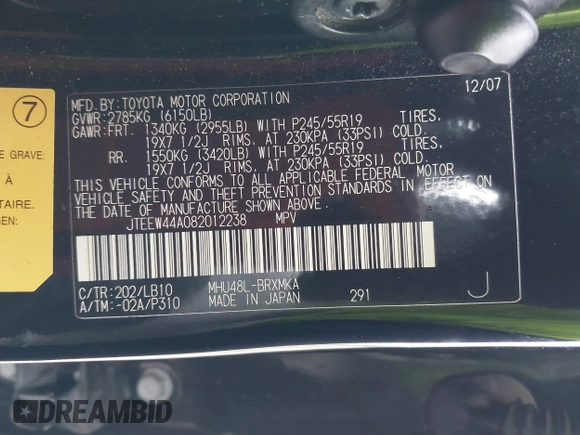 12/07
MFD.BY:TOYOTA MOTOR CORPORATION
GVWR:2785KG (6150LB)
GAWR:FRT. 1340KG (2955LB) WITH P245/55R19 TIRES,
19X7 1/2J RIMS, AT 230KPA (33PSI) COLD.
RR. 1550KG (3420LB) WITH P245/55R19 TIRES,
19X7 1/2J RIMS, AT 230KPA (33PSI) COLD.
THIS VEHICLE CONFORMS TO ALL APPLICABLE FEDERAL MOTOR
VEHICLE SAFETY AND THEFT PREVENTION STANDARDS IN EFFECT
ON THE DATE OF MANUFACTURE SHOWN ABOVE.
JTEEW44A082012238 MPV
C/TR:202/LB10 MHU48L-BRXMKA
A/TM:-02A/P310 MADE IN JAPAN 291 J
7
E GRAVE:
À
TAIRE.
GEN:
DREAMBID